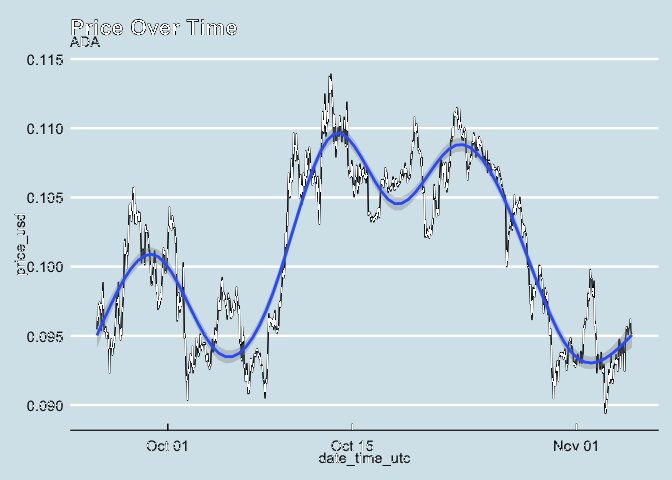 Price Over Time
ADA
0.115
0.110
0.105
0.100
0.095
0.090
price_usd
Oct 01
Oct 15
Nov 01
date_time_utc